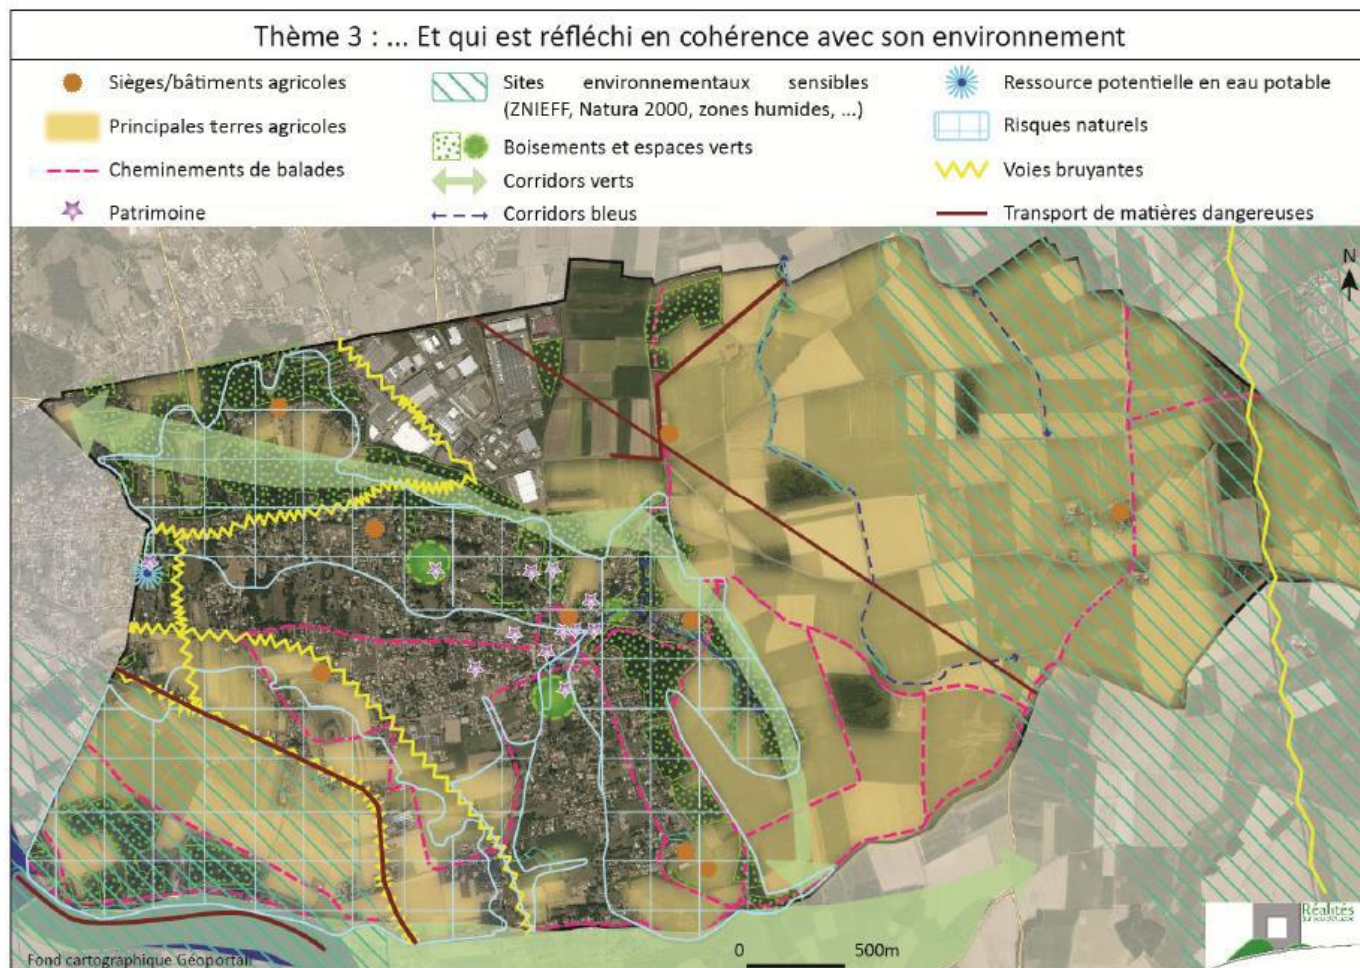 Thème 3 : ... Et qui est réfléchi en cohérence avec son environnement
Sièges/bâtiments agricoles
Principales terres agricoles
Cheminements de balades
Patrimoine
Sites environnementaux sensibles
(ZNIEFF, Natura 2000, zones humides, ...)
Boisements et espaces verts
Corridors verts
Corridors bleus
Ressource potentielle en eau potable
Risques naturels
Voies bruyantes
Transport de matières dangereuses
N
0 500m
Réalités
Fond cartographique Géoportail